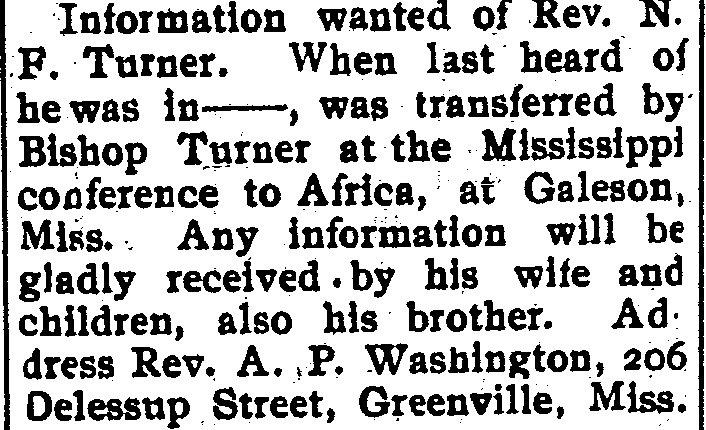 Information wanted of Rev. N.
F. Turner. When last heard of
he was in——, was transferred by
Bishop Turner at the Mississippi
conference to Africa, at Galeson,
Miss. Any information will be
gladly received by his wife and
children, also his brother. Ad-
dress Rev. A. P. Washington, 206
Delessup Street, Greenville, Miss.